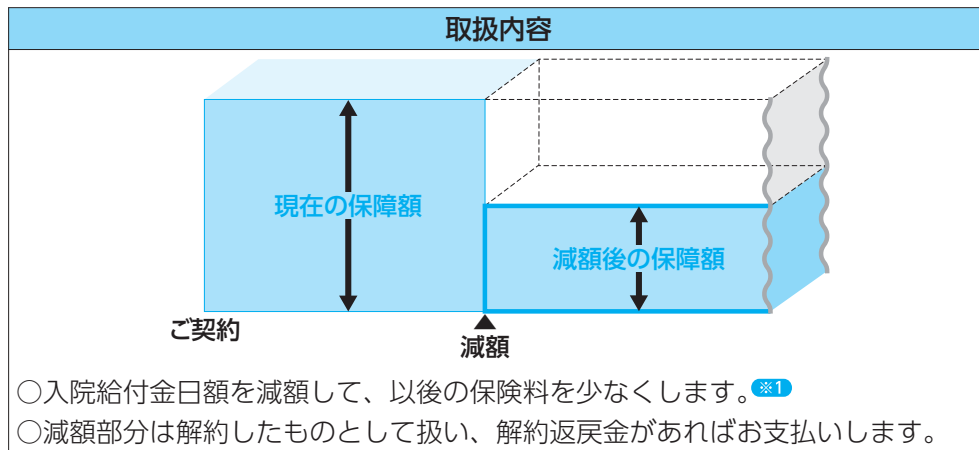 取扱内容
現在の保障額
減額後の保障額
ご契約
減額
○入院給付金日額を減額して、以後の保険料を少なくします。※1
○減額部分は解約したものとして扱い、解約返戻金があればお支払いします。